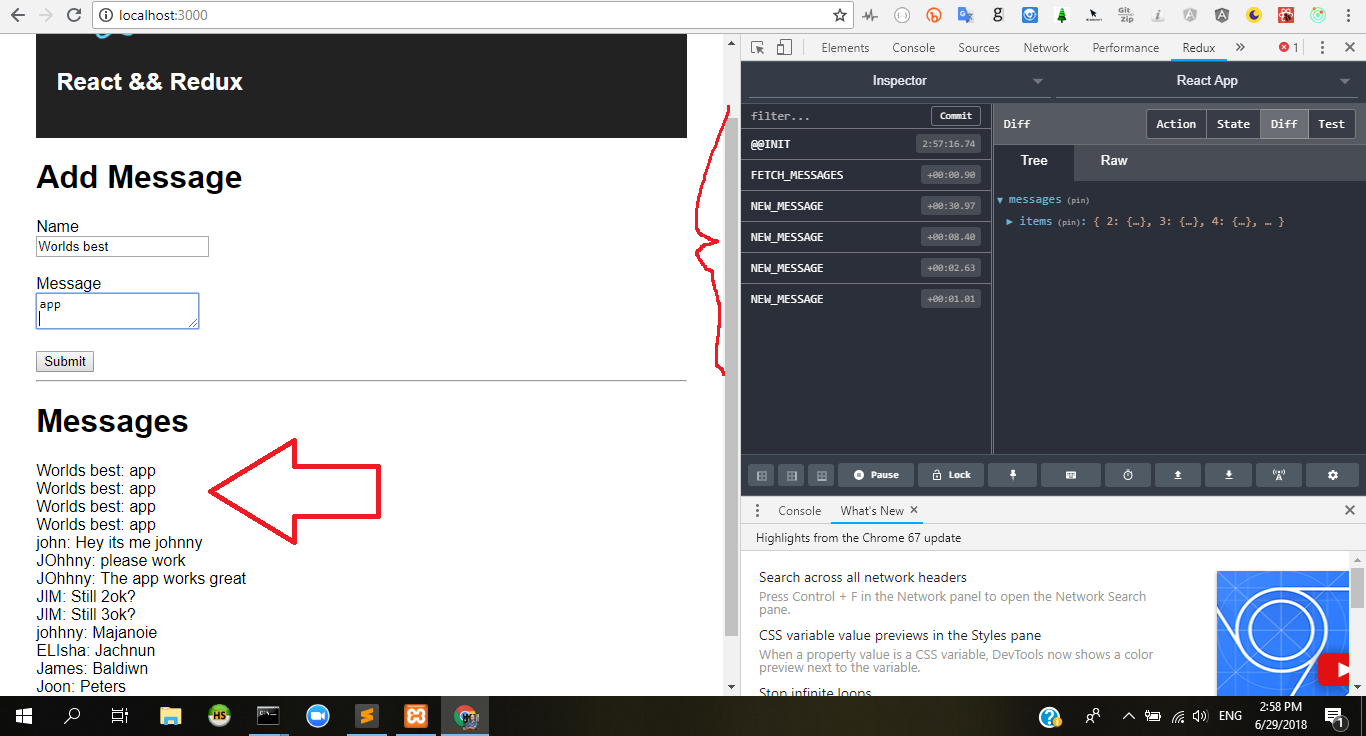 localhost:3000
Git Zip
React && Redux
Add Message
Name
Worlds best
Message
app
Submit
Messages
Worlds best: app
Worlds best: app
Worlds best: app
Worlds best: app
john: Hey its me johnny
JOhhny: please work
JOhhny: The app works great
JIM: Still 2ok?
JIM: Still 3ok?
johhny: Majanoie
ELIsha: Jachnun
James: Baldiwn
Joon: Peters
Elements Console Sources Network Performance Redux » 1
Inspector React App
filter... Commit
@@INIT 2:57:16.74
FETCH_MESSAGES +00:00.90
NEW_MESSAGE +00:30.97
NEW_MESSAGE +00:08.40
NEW_MESSAGE +00:02.63
NEW_MESSAGE +00:01.01
Diff Action State Diff Test
Tree Raw
messages (pin)
items (pin): { 2: {…}, 3: {…}, 4: {…}, … }
Pause Lock
Console What's New ×
Highlights from the Chrome 67 update
Search across all network headers
Press Control + F in the Network panel to open the Network Search
pane.
CSS variable value previews in the Styles pane
When a property value is a CSS variable, DevTools now shows a color
preview next to the variable.
Stop infinite loops
HS
ENG
2:58 PM
6/29/2018
1